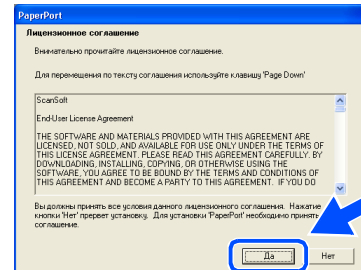 PaperPort
Лицензионное соглашение
Внимательно прочитайте лицензионное соглашение.
Для перемещения по тексту соглашения используйте клавишу 'Page Down'
ScanSoft
End-User License Agreement
THE SOFTWARE AND MATERIALS PROVIDED WITH THIS AGREEMENT ARE
LICENSED, NOT SOLD, AND AVAILABLE FOR USE ONLY UNDER THE TERMS OF
THIS LICENSE AGREEMENT. PLEASE READ THIS AGREEMENT CAREFULLY. BY
DOWNLOADING, INSTALLING, COPYING, OR OTHERWISE USING THE
SOFTWARE, YOU AGREE TO BE BOUND BY THE TERMS AND CONDITIONS OF
THIS AGREEMENT AND BECOME A PARTY TO THIS AGREEMENT. IF YOU DO
Вы должны принять все условия данного лицензионного соглашения. Нажатие
кнопки 'Нет' прервет установку. Для установки 'PaperPort' необходимо принять
соглашение.
Да
Нет